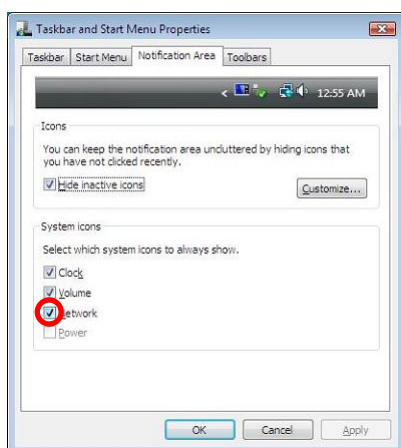 Taskbar and Start Menu Properties
Taskbar Start Menu Notification Area Toolbars
< 12:55 AM
Icons
You can keep the notification area uncluttered by hiding icons that
you have not clicked recently.
Hide inactive icons
Customize...
System icons
Select which system icons to always show.
Clock
Volume
Network
Power
OK Cancel Apply